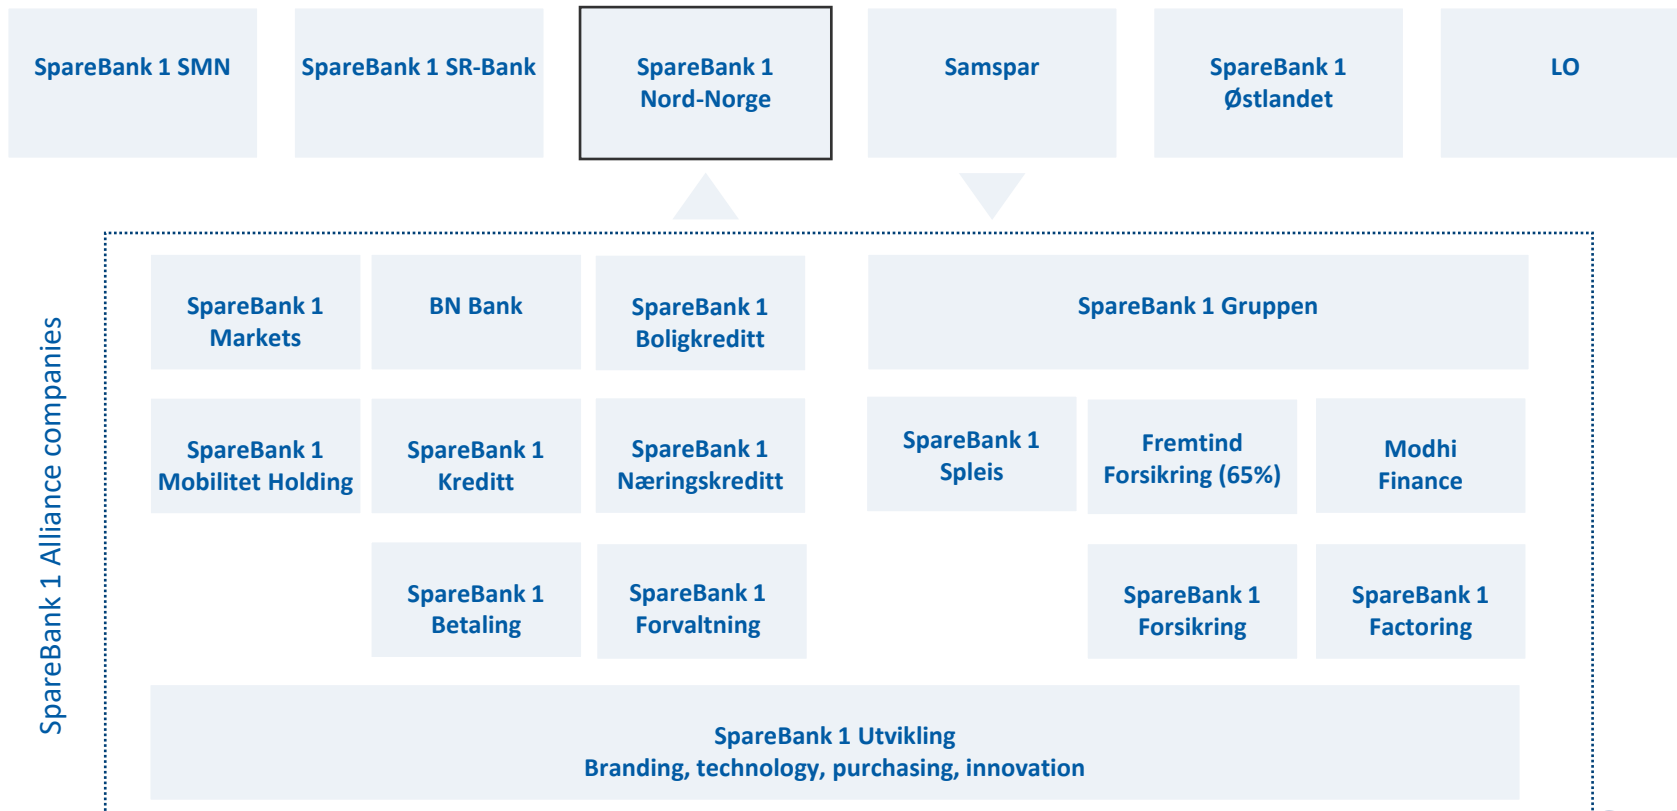 SpareBank 1 SMN
SpareBank 1 SR-Bank
SpareBank 1
Nord-Norge
Samspar
SpareBank 1
Østlandet
LO
SpareBank 1 Alliance companies
SpareBank 1
Markets
BN Bank
SpareBank 1
Boligkreditt
SpareBank 1 Gruppen
SpareBank 1
Mobilitet Holding
SpareBank 1
Kreditt
SpareBank 1
Næringskreditt
SpareBank 1
Spleis
Fremtind
Forsikring (65%)
Modhi
Finance
SpareBank 1
Betaling
SpareBank 1
Forvaltning
SpareBank 1
Forsikring
SpareBank 1
Factoring
SpareBank 1 Utvikling
Branding, technology, purchasing, innovation